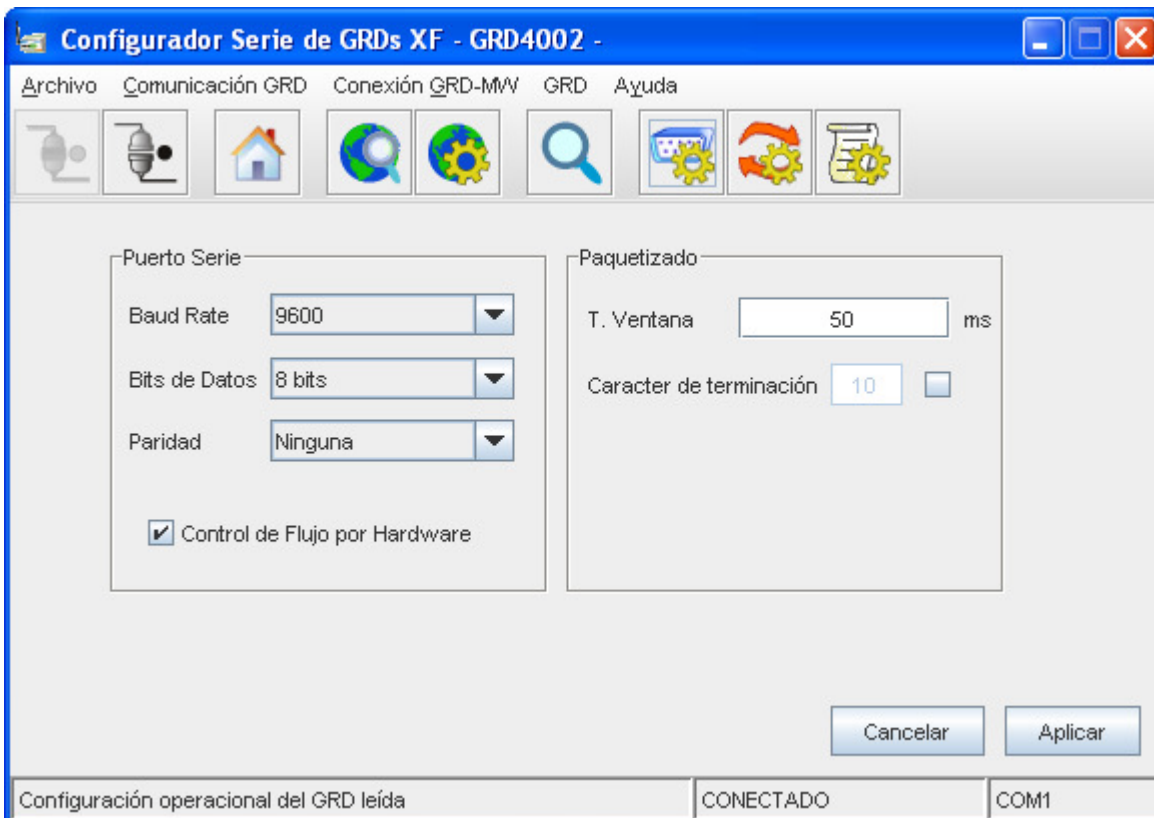 Configurador Serie de GRDs XF - GRD4002 -
Archivo Comunicación GRD Conexión GRD-MW GRD Ayuda
Puerto Serie
Baud Rate 9600
Bits de Datos 8 bits
Paridad Ninguna
Control de Flujo por Hardware
Paquetizado
T. Ventana 50 ms
Caracter de terminación 10
Cancelar Aplicar
Configuración operacional del GRD leída CONECTADO COM1